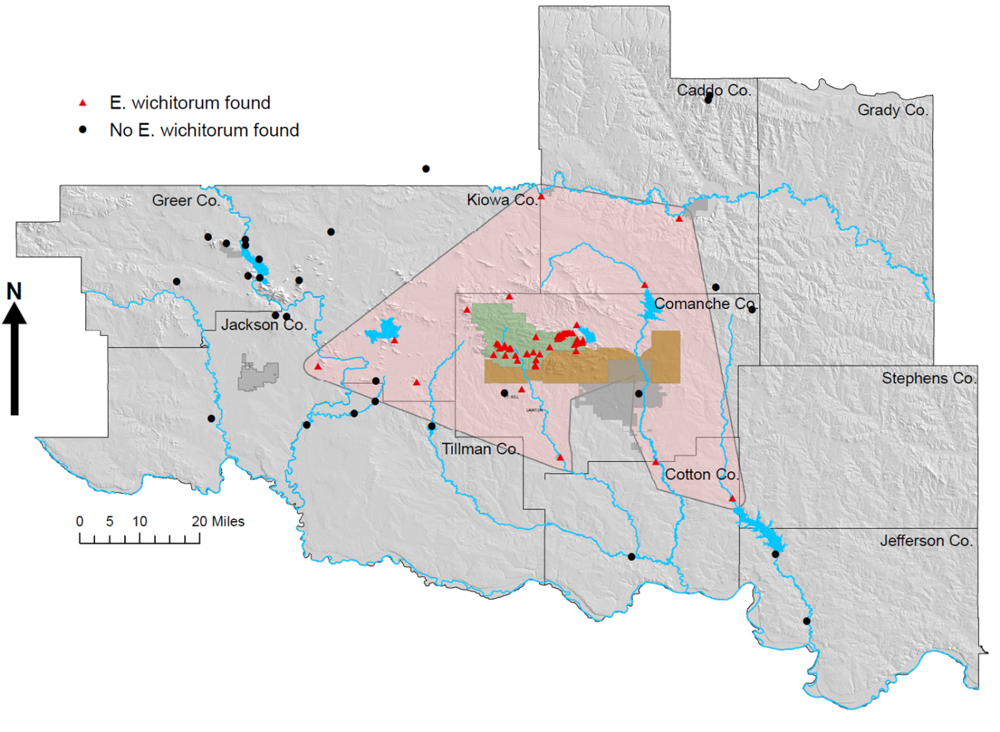 Caddo Co.
E. wichitorum found
Grady Co.
No E. wichitorum found
Greer Co.
Kiowa Co.
N
Comanche Co.
Jackson Co.
Stephens Co.
LAWTON
Tillman Co.
Cotton Co.
0 5 10 20 Miles
Jefferson Co.